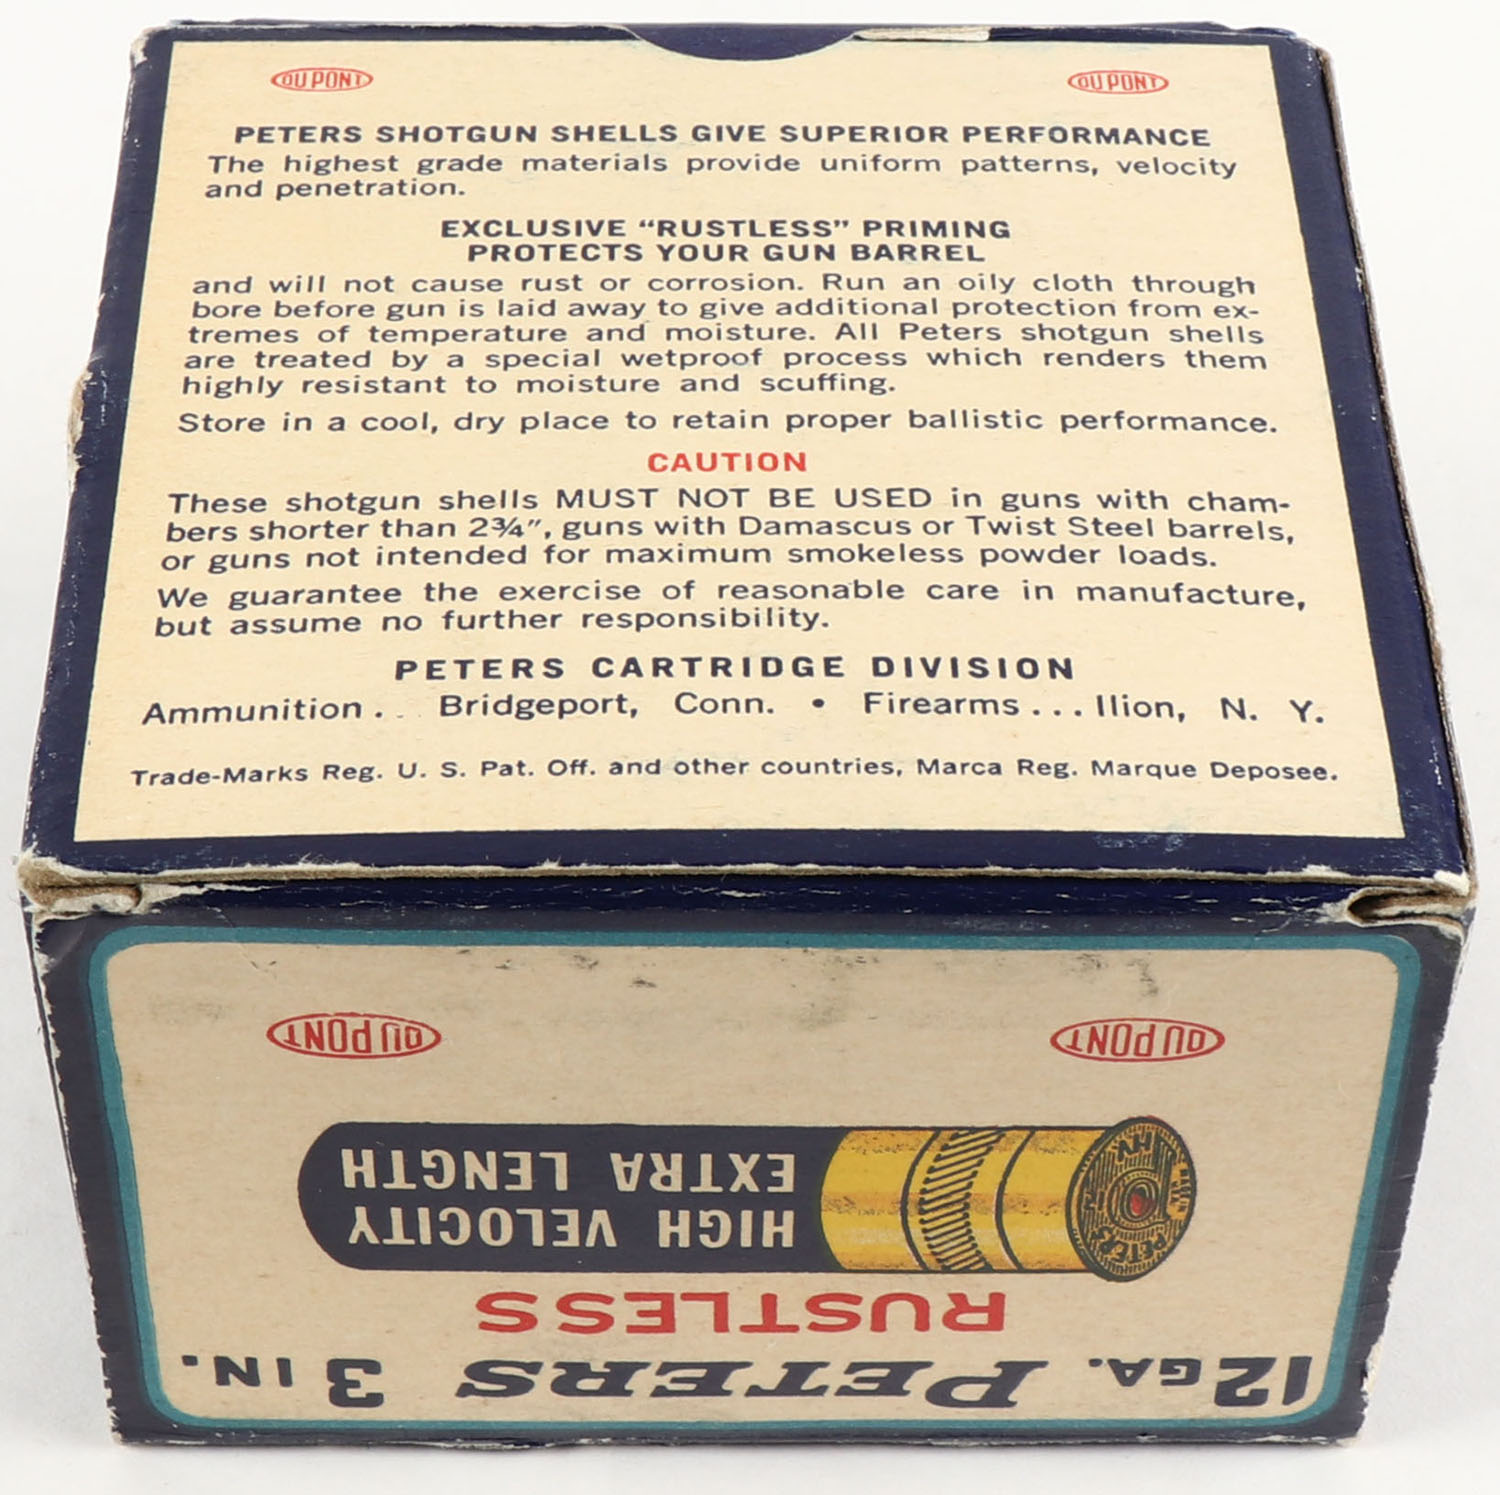 DU PONT DU PONT
PETERS SHOTGUN SHELLS GIVE SUPERIOR PERFORMANCE
The highest grade materials provide uniform patterns, velocity
and penetration.
EXCLUSIVE “RUSTLESS” PRIMING
PROTECTS YOUR GUN BARREL
and will not cause rust or corrosion. Run an oily cloth through
bore before gun is laid away to give additional protection from ex-
tremes of temperature and moisture. All Peters shotgun shells
are treated by a special wetproof process which renders them
highly resistant to moisture and scuffing.
Store in a cool, dry place to retain proper ballistic performance.
CAUTION
These shotgun shells MUST NOT BE USED in guns with cham-
bers shorter than 2¾″, guns with Damascus or Twist Steel barrels,
or guns not intended for maximum smokeless powder loads.
We guarantee the exercise of reasonable care in manufacture,
but assume no further responsibility.
PETERS CARTRIDGE DIVISION
Ammunition... Bridgeport, Conn. • Firearms... Ilion, N. Y.
Trade-Marks Reg. U. S. Pat. Off. and other countries, Marca Reg. Marque Deposee.
12 GA. PETERS 3 IN.
RUSTLESS
HIGH VELOCITY
EXTRA LENGTH
PETERS
HV
DU PONT DU PONT